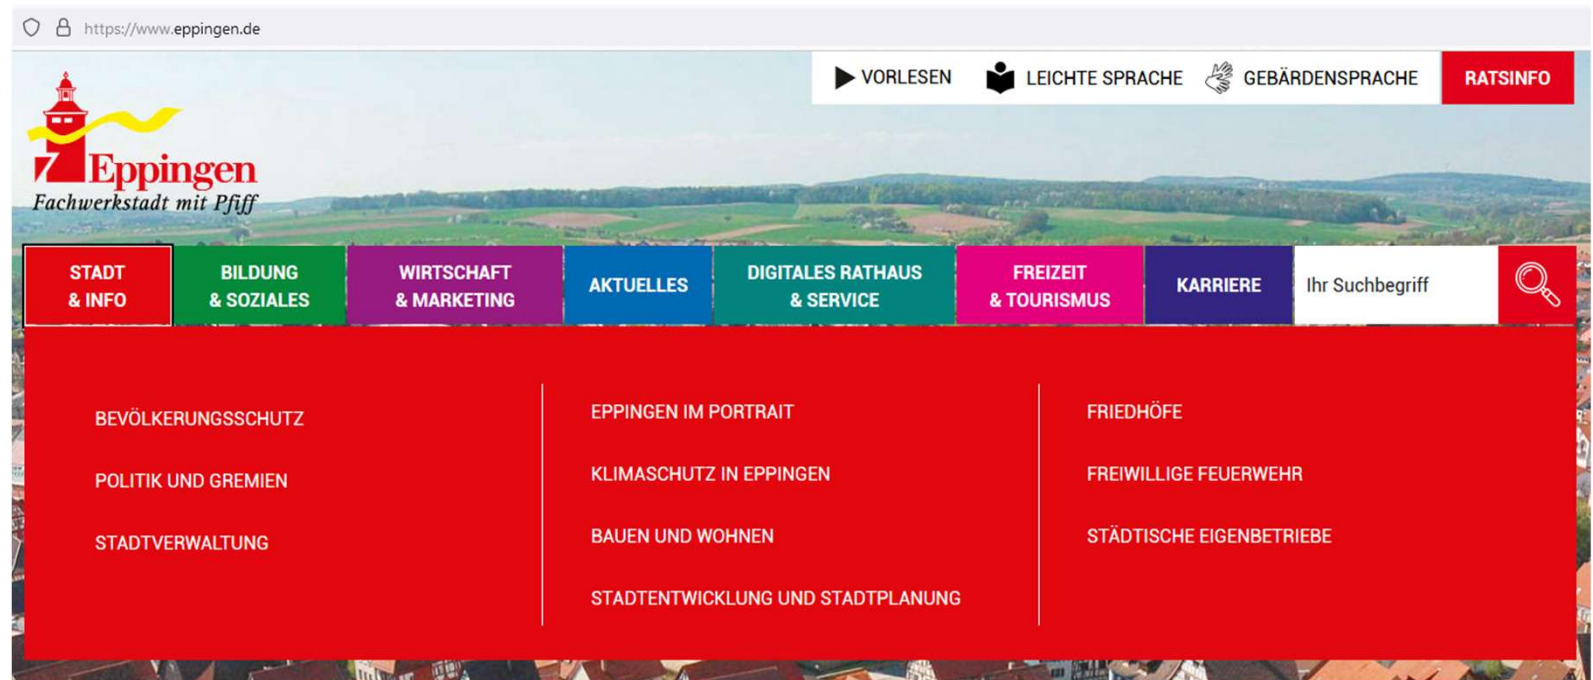 https://www.eppingen.de
VORLESEN LEICHTE SPRACHE GEBÄRDENSPRACHE RATSINFO
Eppingen
Fachwerkstadt mit Pfiff
STADT & INFO
BILDUNG & SOZIALES
WIRTSCHAFT & MARKETING
AKTUELLES
DIGITALES RATHAUS & SERVICE
FREIZEIT & TOURISMUS
KARRIERE
Ihr Suchbegriff
BEVÖLKERUNGSSCHUTZ
POLITIK UND GREMIEN
STADTVERWALTUNG
EPPINGEN IM PORTRAIT
KLIMASCHUTZ IN EPPINGEN
BAUEN UND WOHNEN
STADTENTWICKLUNG UND STADTPLANUNG
FRIEDHÖFE
FREIWILLIGE FEUERWEHR
STÄDTISCHE EIGENBETRIEBE